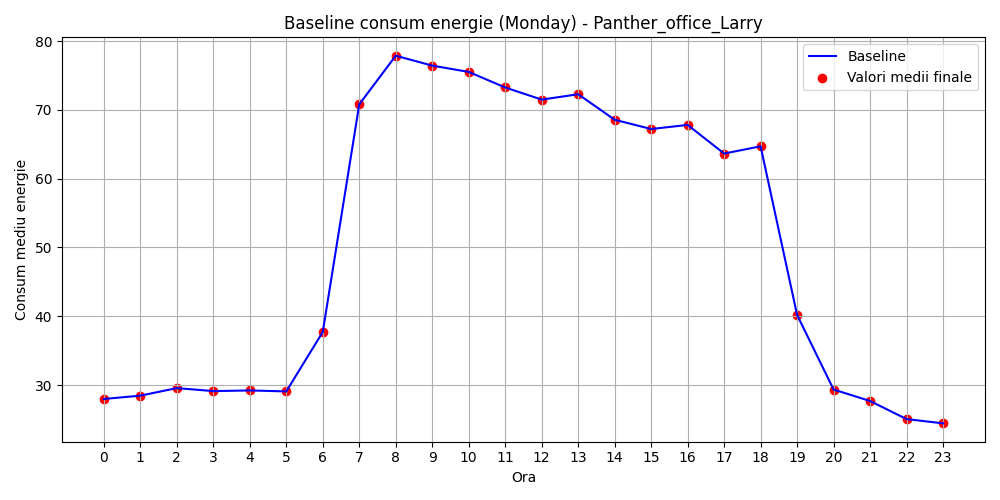 Baseline consum energie (Monday) - Panther_office_Larry
Baseline
Valori medii finale
Consum mediu energie
80
70
60
50
40
30
0 1 2 3 4 5 6 7 8 9 10 11 12 13 14 15 16 17 18 19 20 21 22 23
Ora